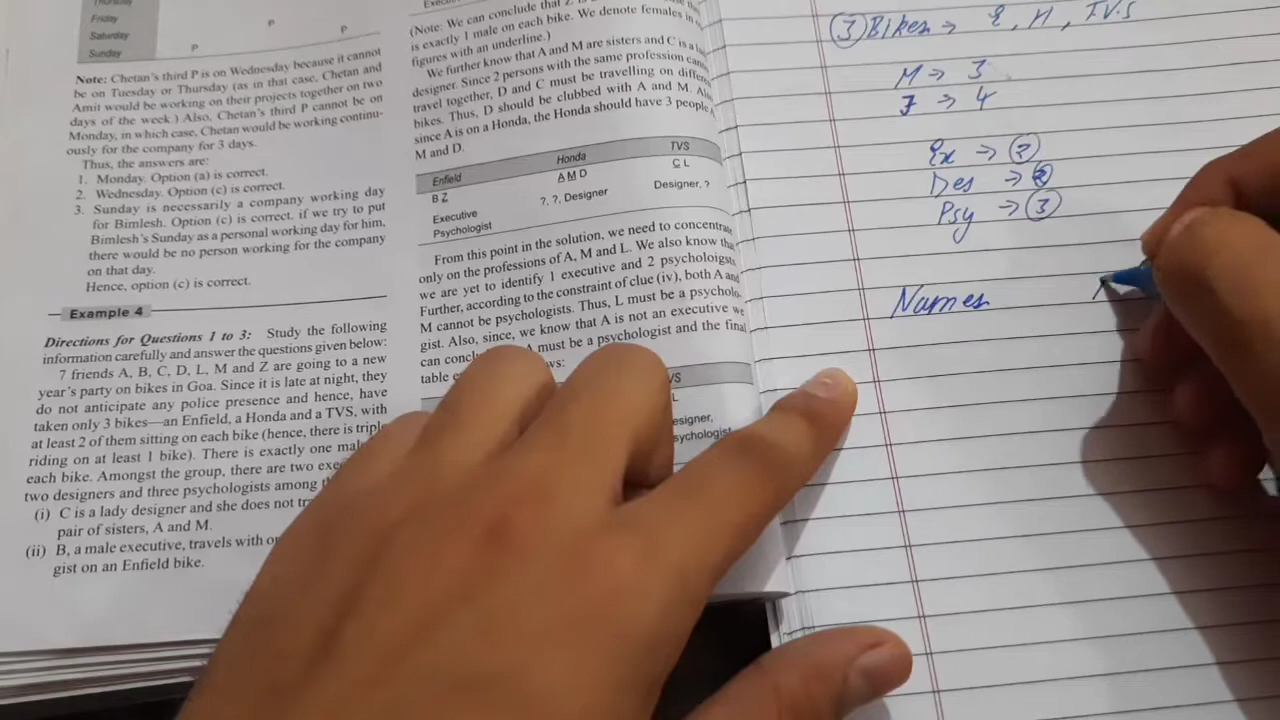 Thursday
Friday
Saturday
Sunday
P
P
P
Note: Chetan's third P is on Wednesday because it cannot
be on Tuesday or Thursday (as in that case, Chetan and
Amit would be working on their projects together on two
days of the week.) Also, Chetan's third P cannot be on
Monday, in which case, Chetan would be working continu-
ously for the company for 3 days.
Thus, the answers are:
1. Monday. Option (a) is correct.
2. Wednesday. Option (c) is correct.
3. Sunday is necessarily a company working day
for Bimlesh. Option (c) is correct. if we try to put
Bimlesh's Sunday as a personal working day for him,
there would be no person working for the company
on that day.
Hence, option (c) is correct.
Example 4
Directions for Questions 1 to 3: Study the following
information carefully and answer the questions given below:
7 friends A, B, C, D, L, M and Z are going to a new
year's party on bikes in Goa. Since it is late at night, they
do not anticipate any police presence and hence, have
taken only 3 bikes—an Enfield, a Honda and a TVS, with
at least 2 of them sitting on each bike (hence, there is triple
riding on at least 1 bike). There is exactly one
each bike. Amongst the group, there are two
two designers and three psychologists among
(i) C is a lady designer and she does not
pair of sisters, A and M.
(ii) B, a male executive, travels with
gist on an Enfield bike.
(Note: We can conclude that
is exactly 1 male on each bike. We denote females in
figures with an underline.)
We further know that A and M are sisters and C is a
designer. Since 2 persons with the same profession
travel together, D and C must be travelling on
bikes. Thus, D should be clubbed with A and M.
since A is on a Honda, the Honda should have 3 people
M and D.
Enfield Honda TVS
B Z A M D C L
Executive ?, ?, Designer Designer, ?
Psychologist
From this point in the solution, we need to concentrate
only on the professions of A, M and L. We also know
we are yet to identify 1 executive and 2 psychologists.
Further, according to the constraint of clue (iv), both A and
M cannot be psychologists. Thus, L must be a
gist. Also, since, we know that A is not an executive we
can must be a psychologist and the final
table
L
(3) Bikes → E, H, TVS
M → 3
F → 4
Ex → 2
Des → 2
Psy → 3
Names